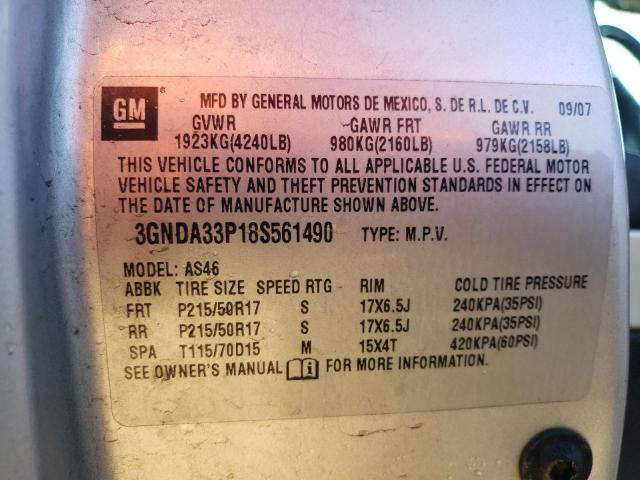 GM ® MFD BY GENERAL MOTORS DE MEXICO, S. DE R.L. DE C.V. 09/07
GVWR GAWR FRT GAWR RR
1923KG(4240LB) 980KG(2160LB) 979KG(2158LB)
THIS VEHICLE CONFORMS TO ALL APPLICABLE U.S. FEDERAL MOTOR
VEHICLE SAFETY AND THEFT PREVENTION STANDARDS IN EFFECT ON
THE DATE OF MANUFACTURE SHOWN ABOVE.
3GNDA33P18S561490 TYPE: M.P.V.
MODEL: AS46
ABBK TIRE SIZE SPEED RTG RIM COLD TIRE PRESSURE
FRT P215/50R17 S 17X6.5J 240KPA(35PSI)
RR P215/50R17 S 17X6.5J 240KPA(35PSI)
SPA T115/70D15 M 15X4T 420KPA(60PSI)
SEE OWNER'S MANUAL i FOR MORE INFORMATION.